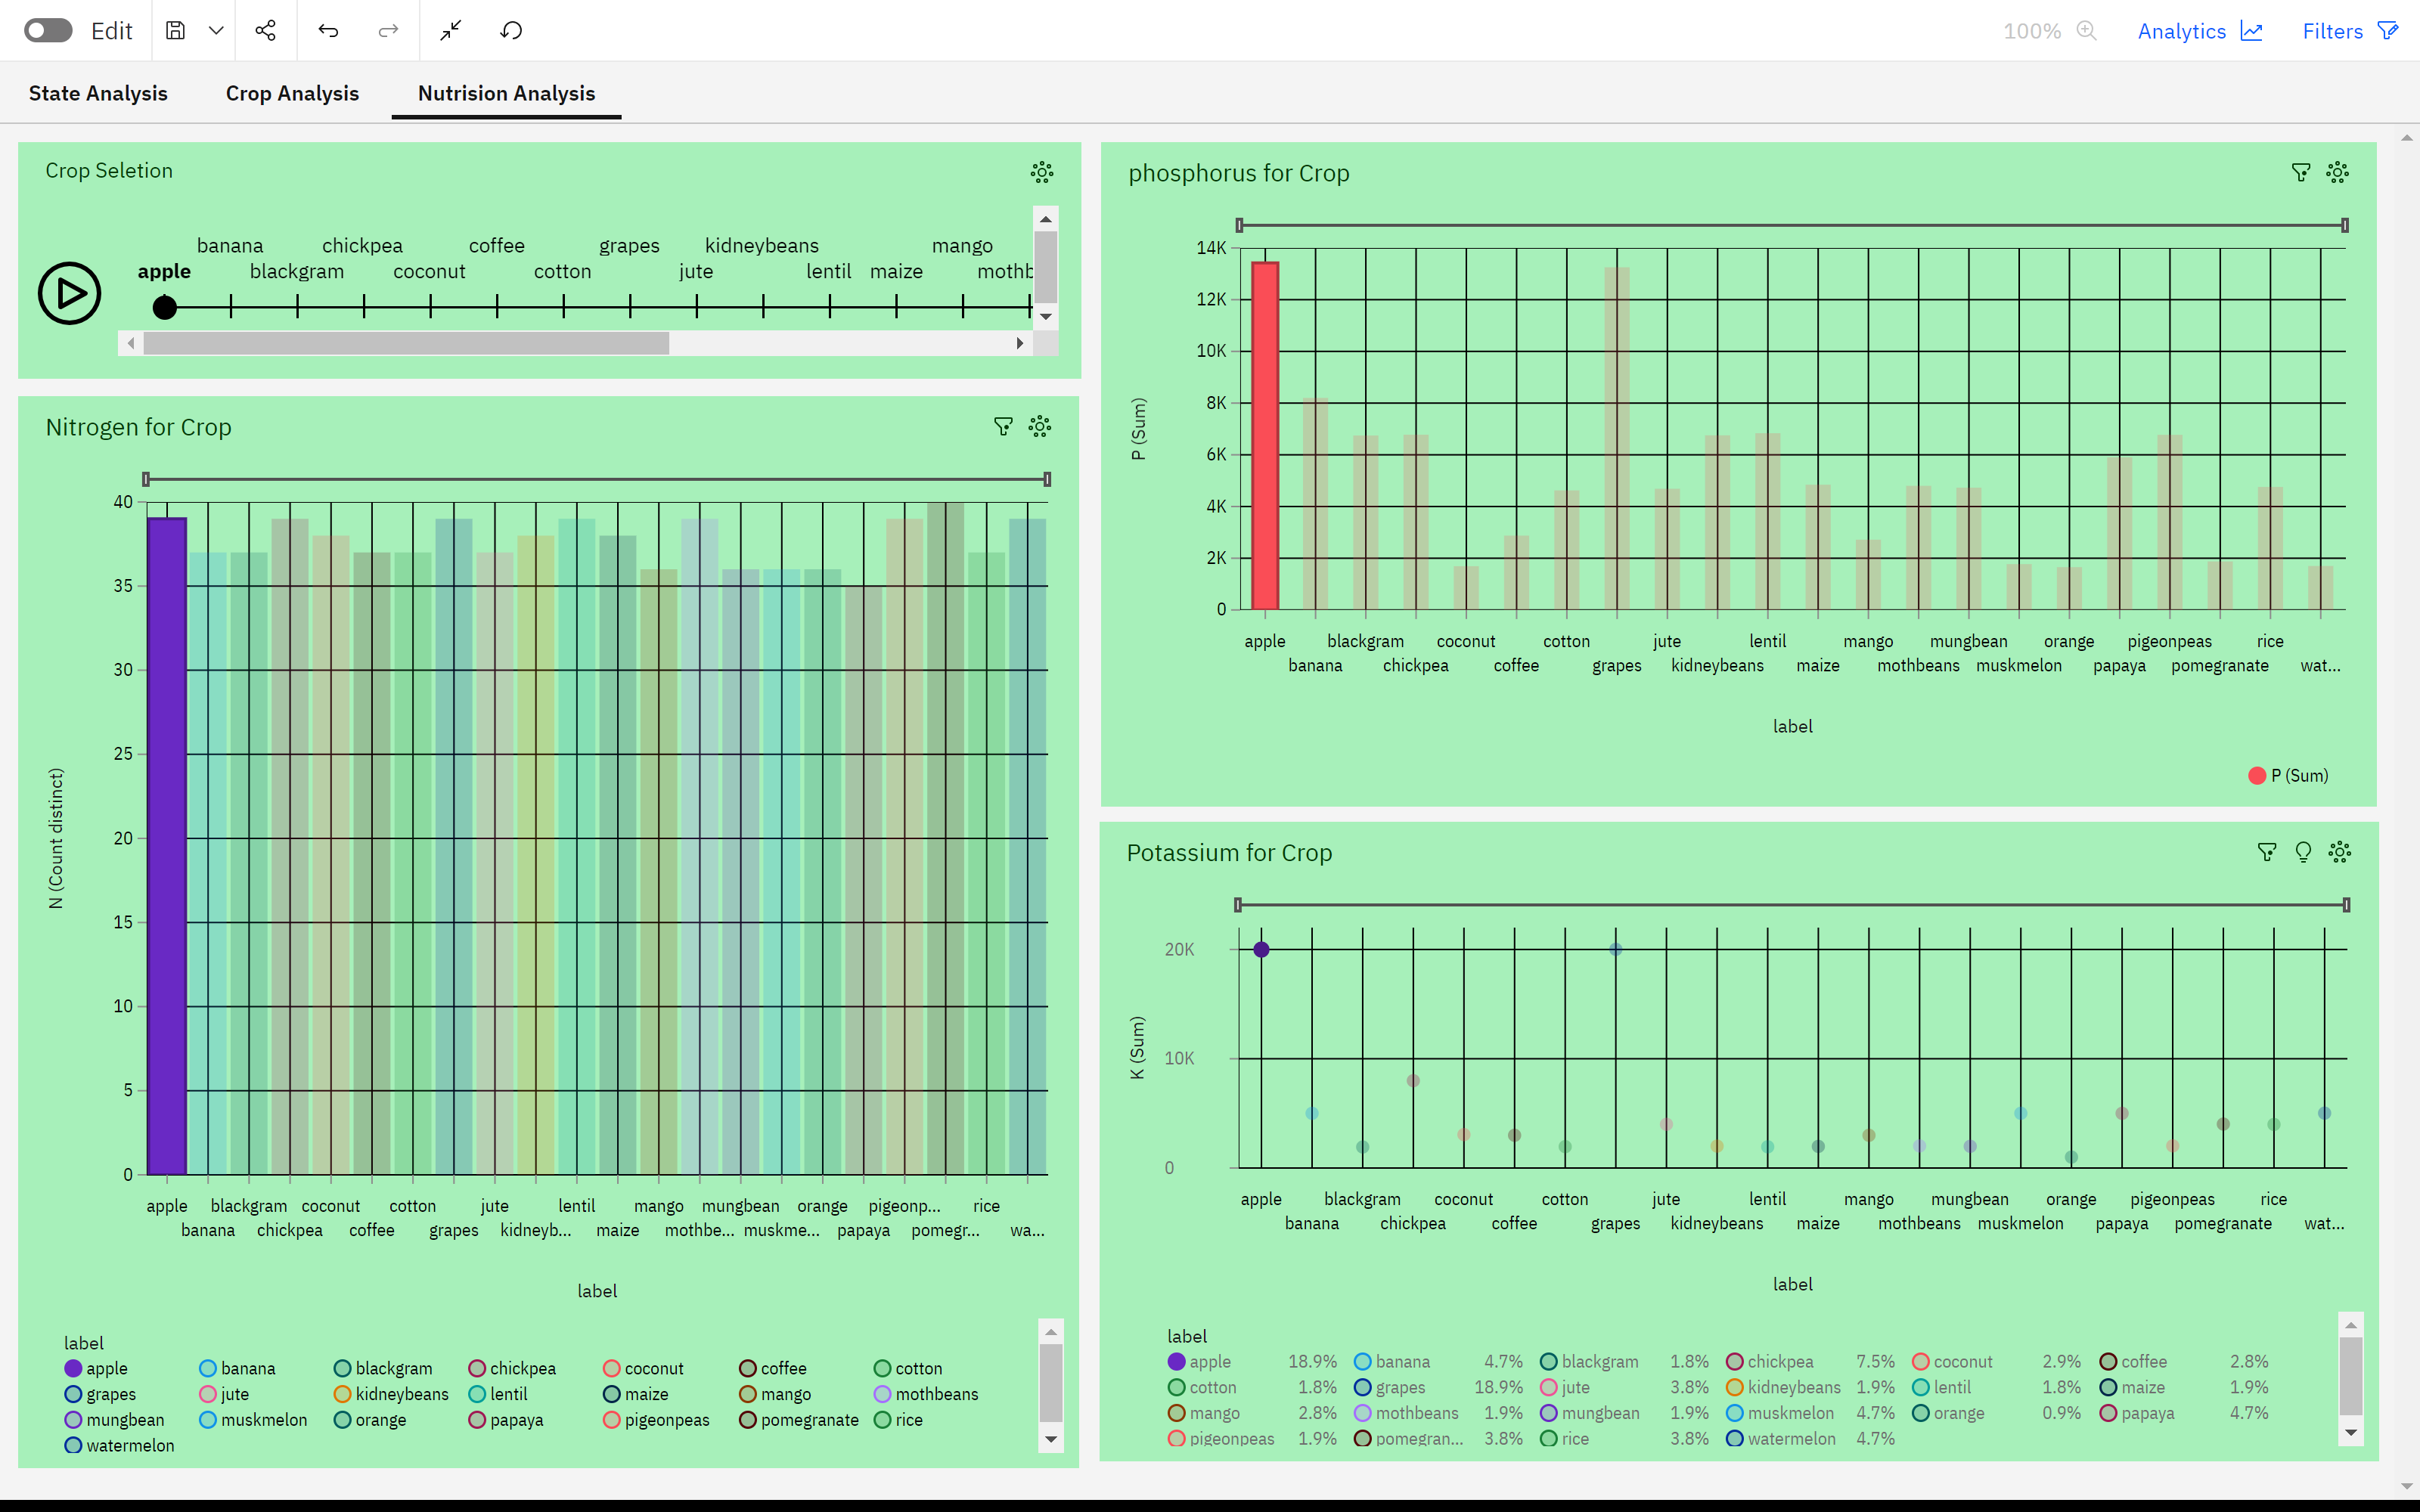 Edit 100% Analytics Filters
State Analysis Crop Analysis Nutrision Analysis
Crop Seletion
banana chickpea coffee grapes kidneybeans mango
apple blackgram coconut cotton jute lentil maize mothb
Nitrogen for Crop
N (Count distinct)
40
35
30
25
20
15
10
5
0
apple blackgram coconut cotton jute lentil mango mungbean orange pigeonp... rice
banana chickpea coffee grapes kidneyb... maize mothbe... muskme... papaya pomegr... wa...
label
label
apple banana blackgram chickpea coconut coffee cotton
grapes jute kidneybeans lentil maize mango mothbeans
mungbean muskmelon orange papaya pigeonpeas pomegranate rice
watermelon
phosphorus for Crop
P (Sum)
14K
12K
10K
8K
6K
4K
2K
0
apple blackgram coconut cotton jute lentil mango mungbean orange pigeonpeas rice
banana chickpea coffee grapes kidneybeans maize mothbeans muskmelon papaya pomegranate wat...
label
P (Sum)
Potassium for Crop
K (Sum)
20K
10K
0
apple blackgram coconut cotton jute lentil mango mungbean orange pigeonpeas rice
banana chickpea coffee grapes kidneybeans maize mothbeans muskmelon papaya pomegranate wat...
label
label
apple 18.9% banana 4.7% blackgram 1.8% chickpea 7.5% coconut 2.9% coffee 2.8%
cotton 1.8% grapes 18.9% jute 3.8% kidneybeans 1.9% lentil 1.8% maize 1.9%
mango 2.8% mothbeans 1.9% mungbean 1.9% muskmelon 4.7% orange 0.9% papaya 4.7%
pigeonpeas 1.9% pomegran... 3.8% rice 3.8% watermelon 4.7%